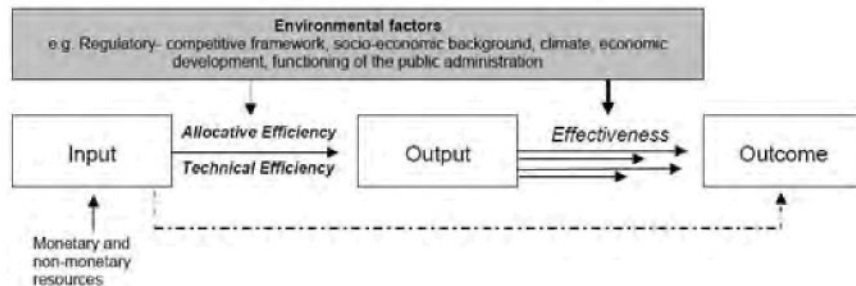 Environmental factors
e.g. Regulatory- competitive framework, socio-economic background, climate, economic
development, functioning of the public administration
Allocative Efficiency
Effectiveness
Input
Output
Outcome
Technical Efficiency
Monetary and
non-monetary
resources